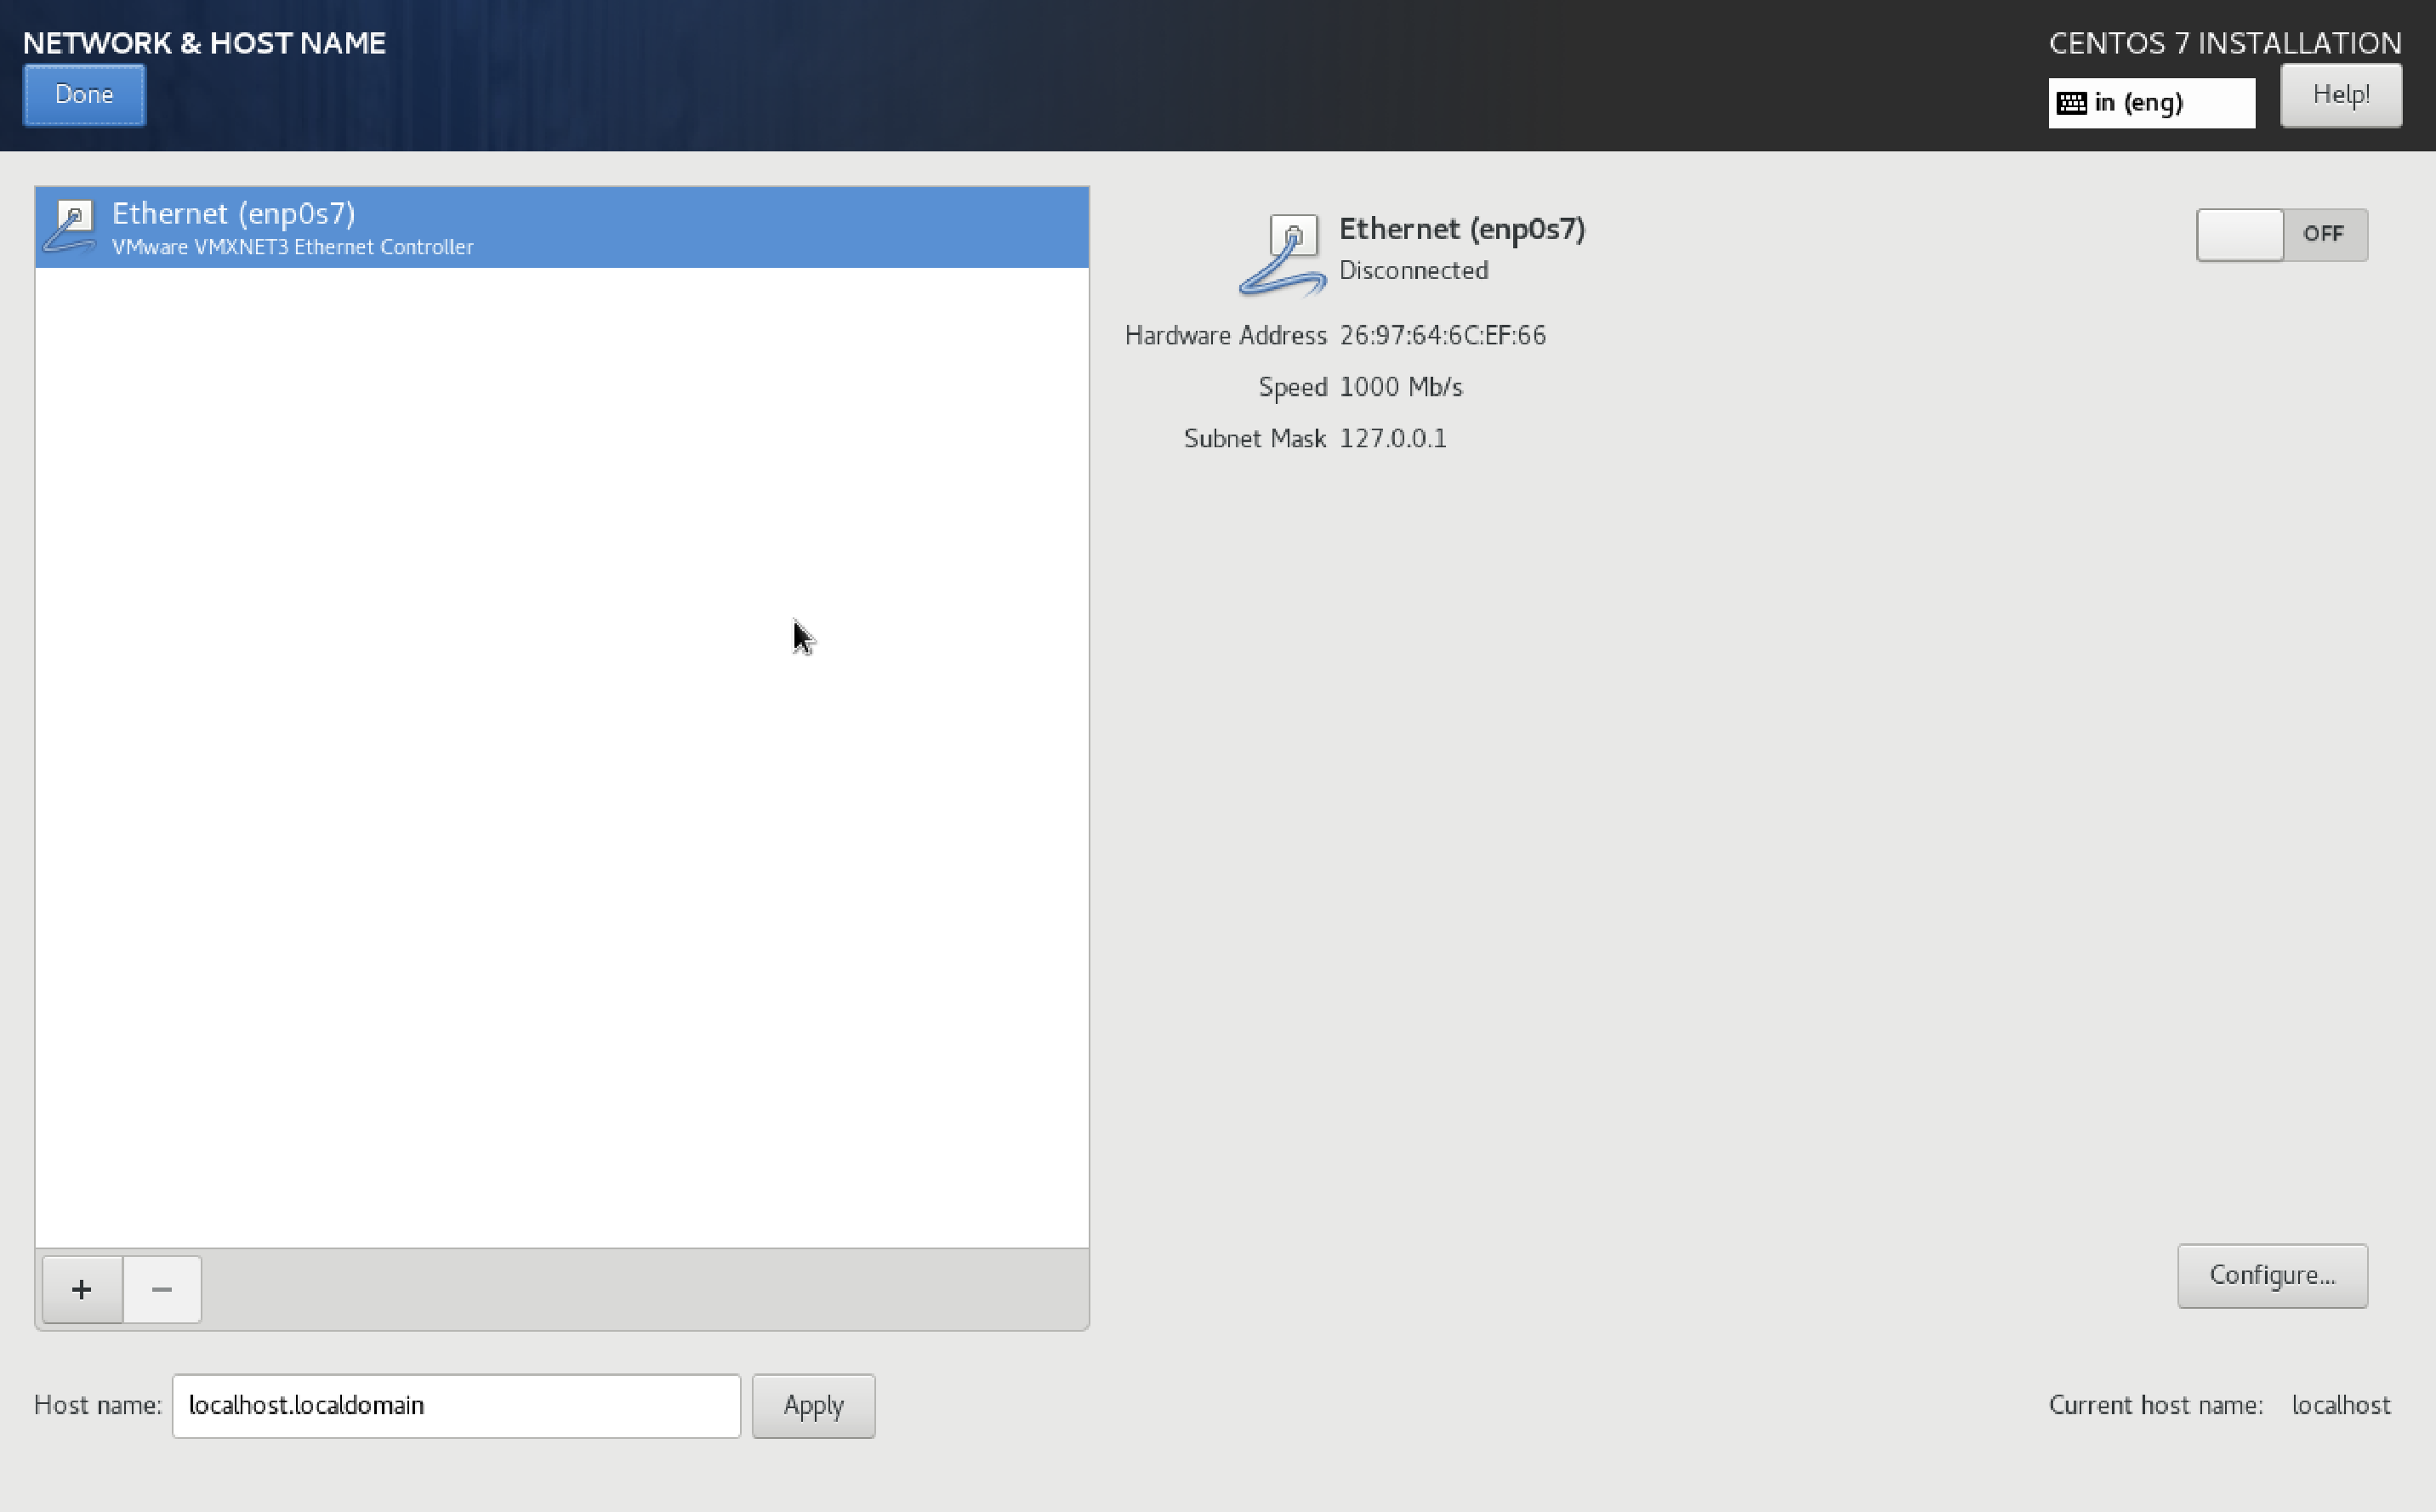 NETWORK & HOST NAME
CENTOS 7 INSTALLATION
Done
in (eng)
Help!
Ethernet (enp0s7)
VMware VMXNET3 Ethernet Controller
Ethernet (enp0s7)
Disconnected
OFF
Hardware Address 26:97:64:6C:EF:66
Speed 1000 Mb/s
Subnet Mask 127.0.0.1
+ −
Configure...
Host name: localhost.localdomain Apply
Current host name: localhost